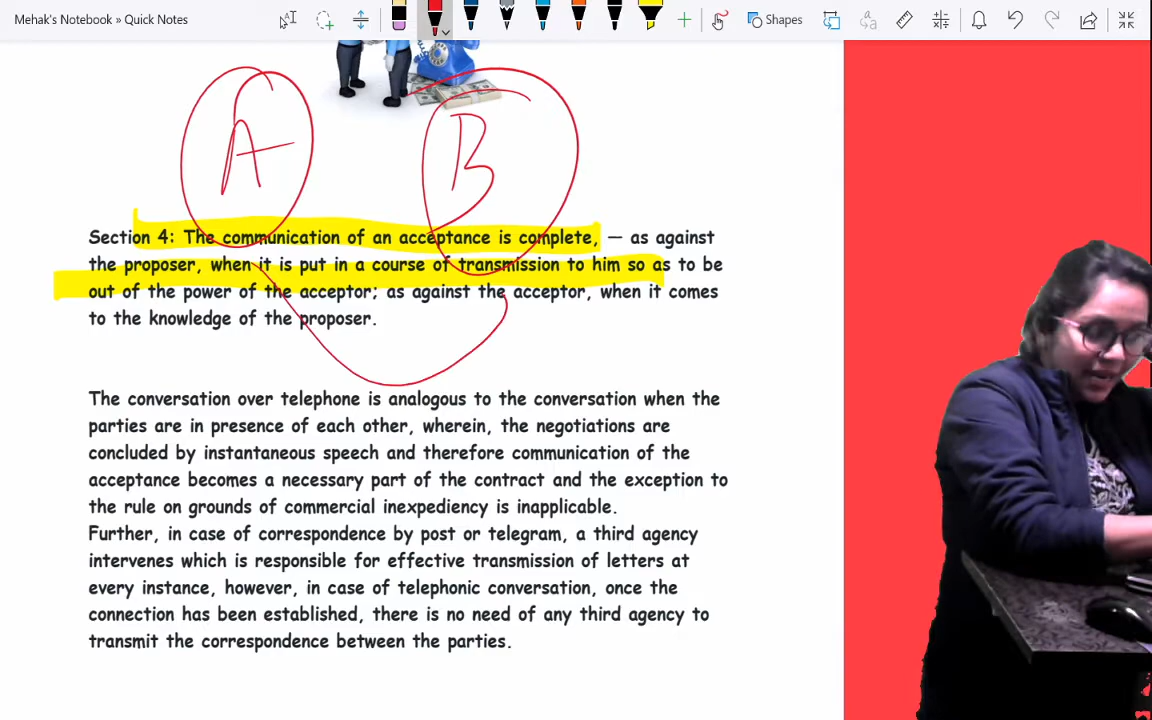 Mehak's Notebook » Quick Notes
Shapes
A
B
Section 4: The communication of an acceptance is complete, — as against
the proposer, when it is put in a course of transmission to him so as to be
out of the power of the acceptor; as against the acceptor, when it comes
to the knowledge of the proposer.
The conversation over telephone is analogous to the conversation when the
parties are in presence of each other, wherein, the negotiations are
concluded by instantaneous speech and therefore communication of the
acceptance becomes a necessary part of the contract and the exception to
the rule on grounds of commercial inexpediency is inapplicable.
Further, in case of correspondence by post or telegram, a third agency
intervenes which is responsible for effective transmission of letters at
every instance, however, in case of telephonic conversation, once the
connection has been established, there is no need of any third agency to
transmit the correspondence between the parties.